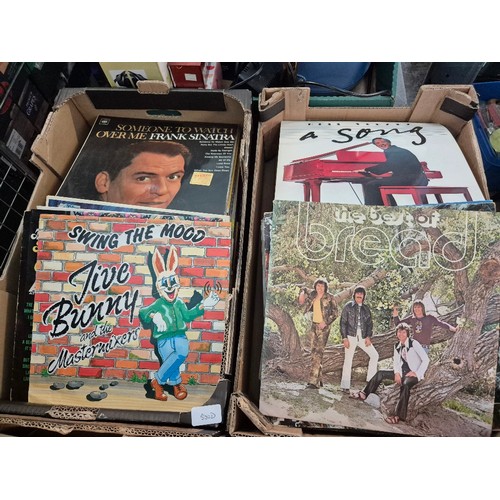 SOMEONE TO WATCH
OVER ME FRANK SINATRA
SWING THE MOOD
Jive
Bunny
and the
Mastermixers
a Song
the best of
bread